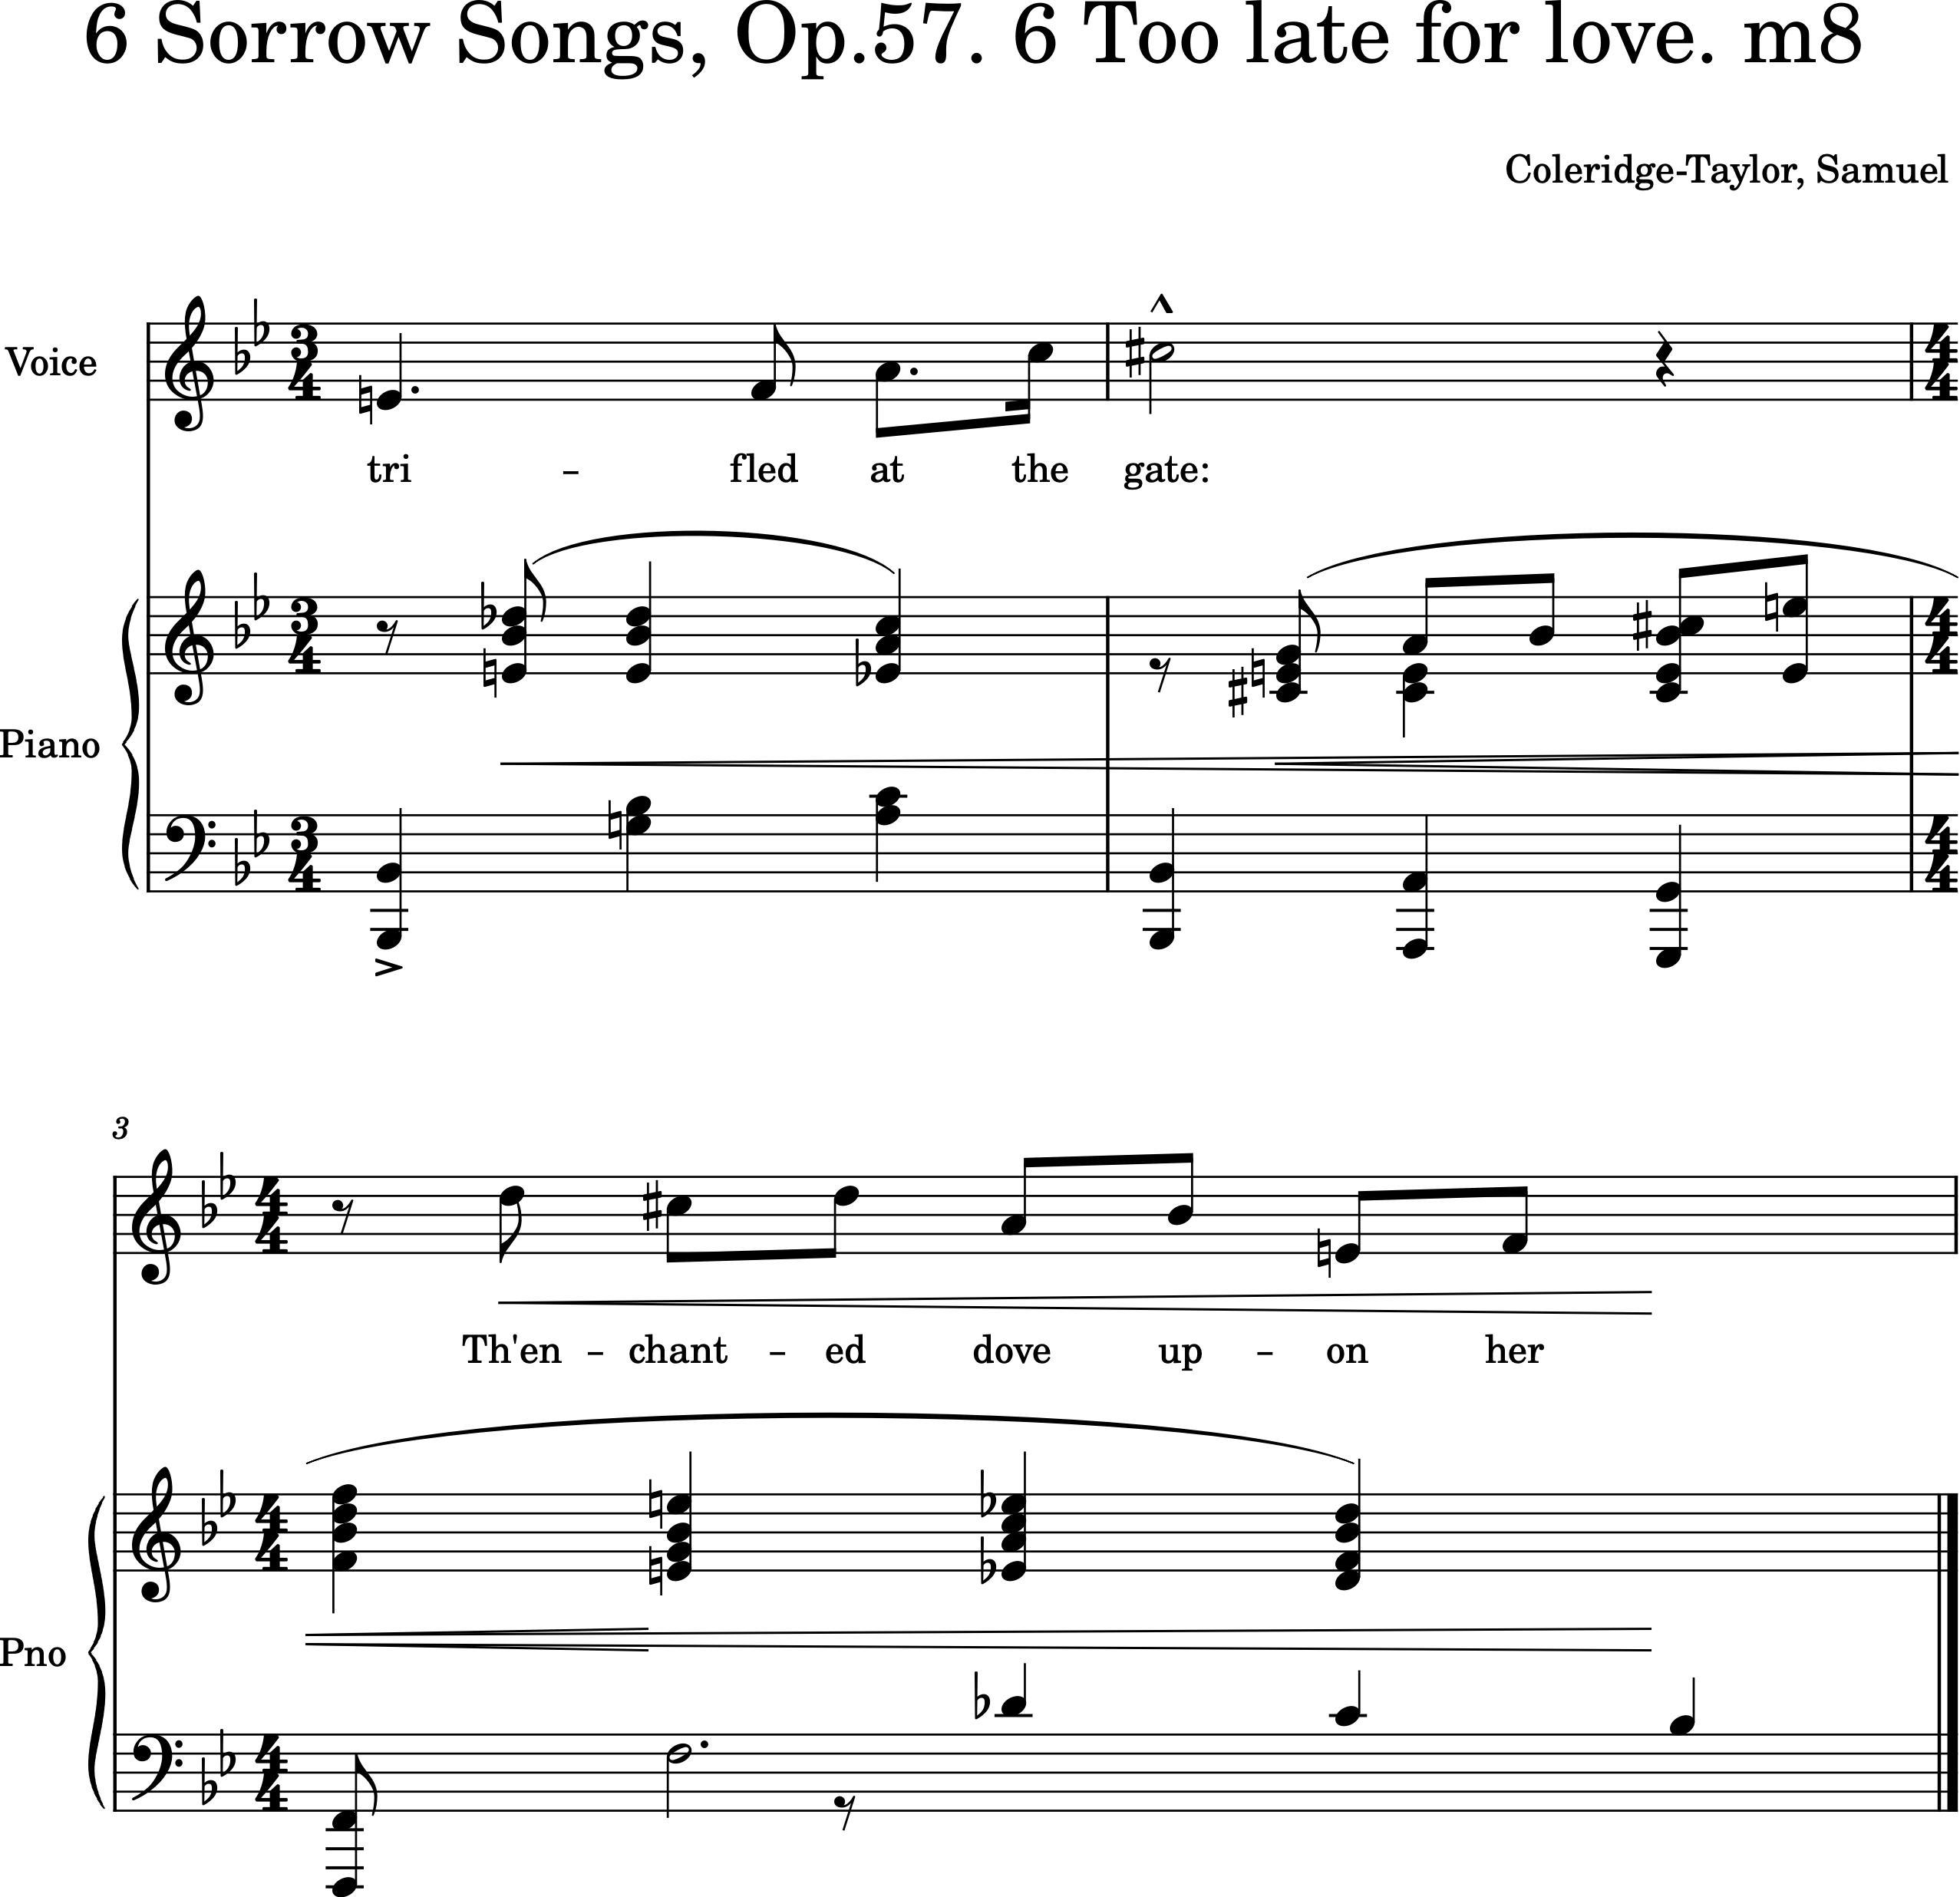 6 Sorrow Songs, Op.57. 6 Too late for love. m8
Coleridge-Taylor, Samuel
Voice
tri - fled at the gate:
Piano
3
Th'en - chant - ed dove up - on her
Pno